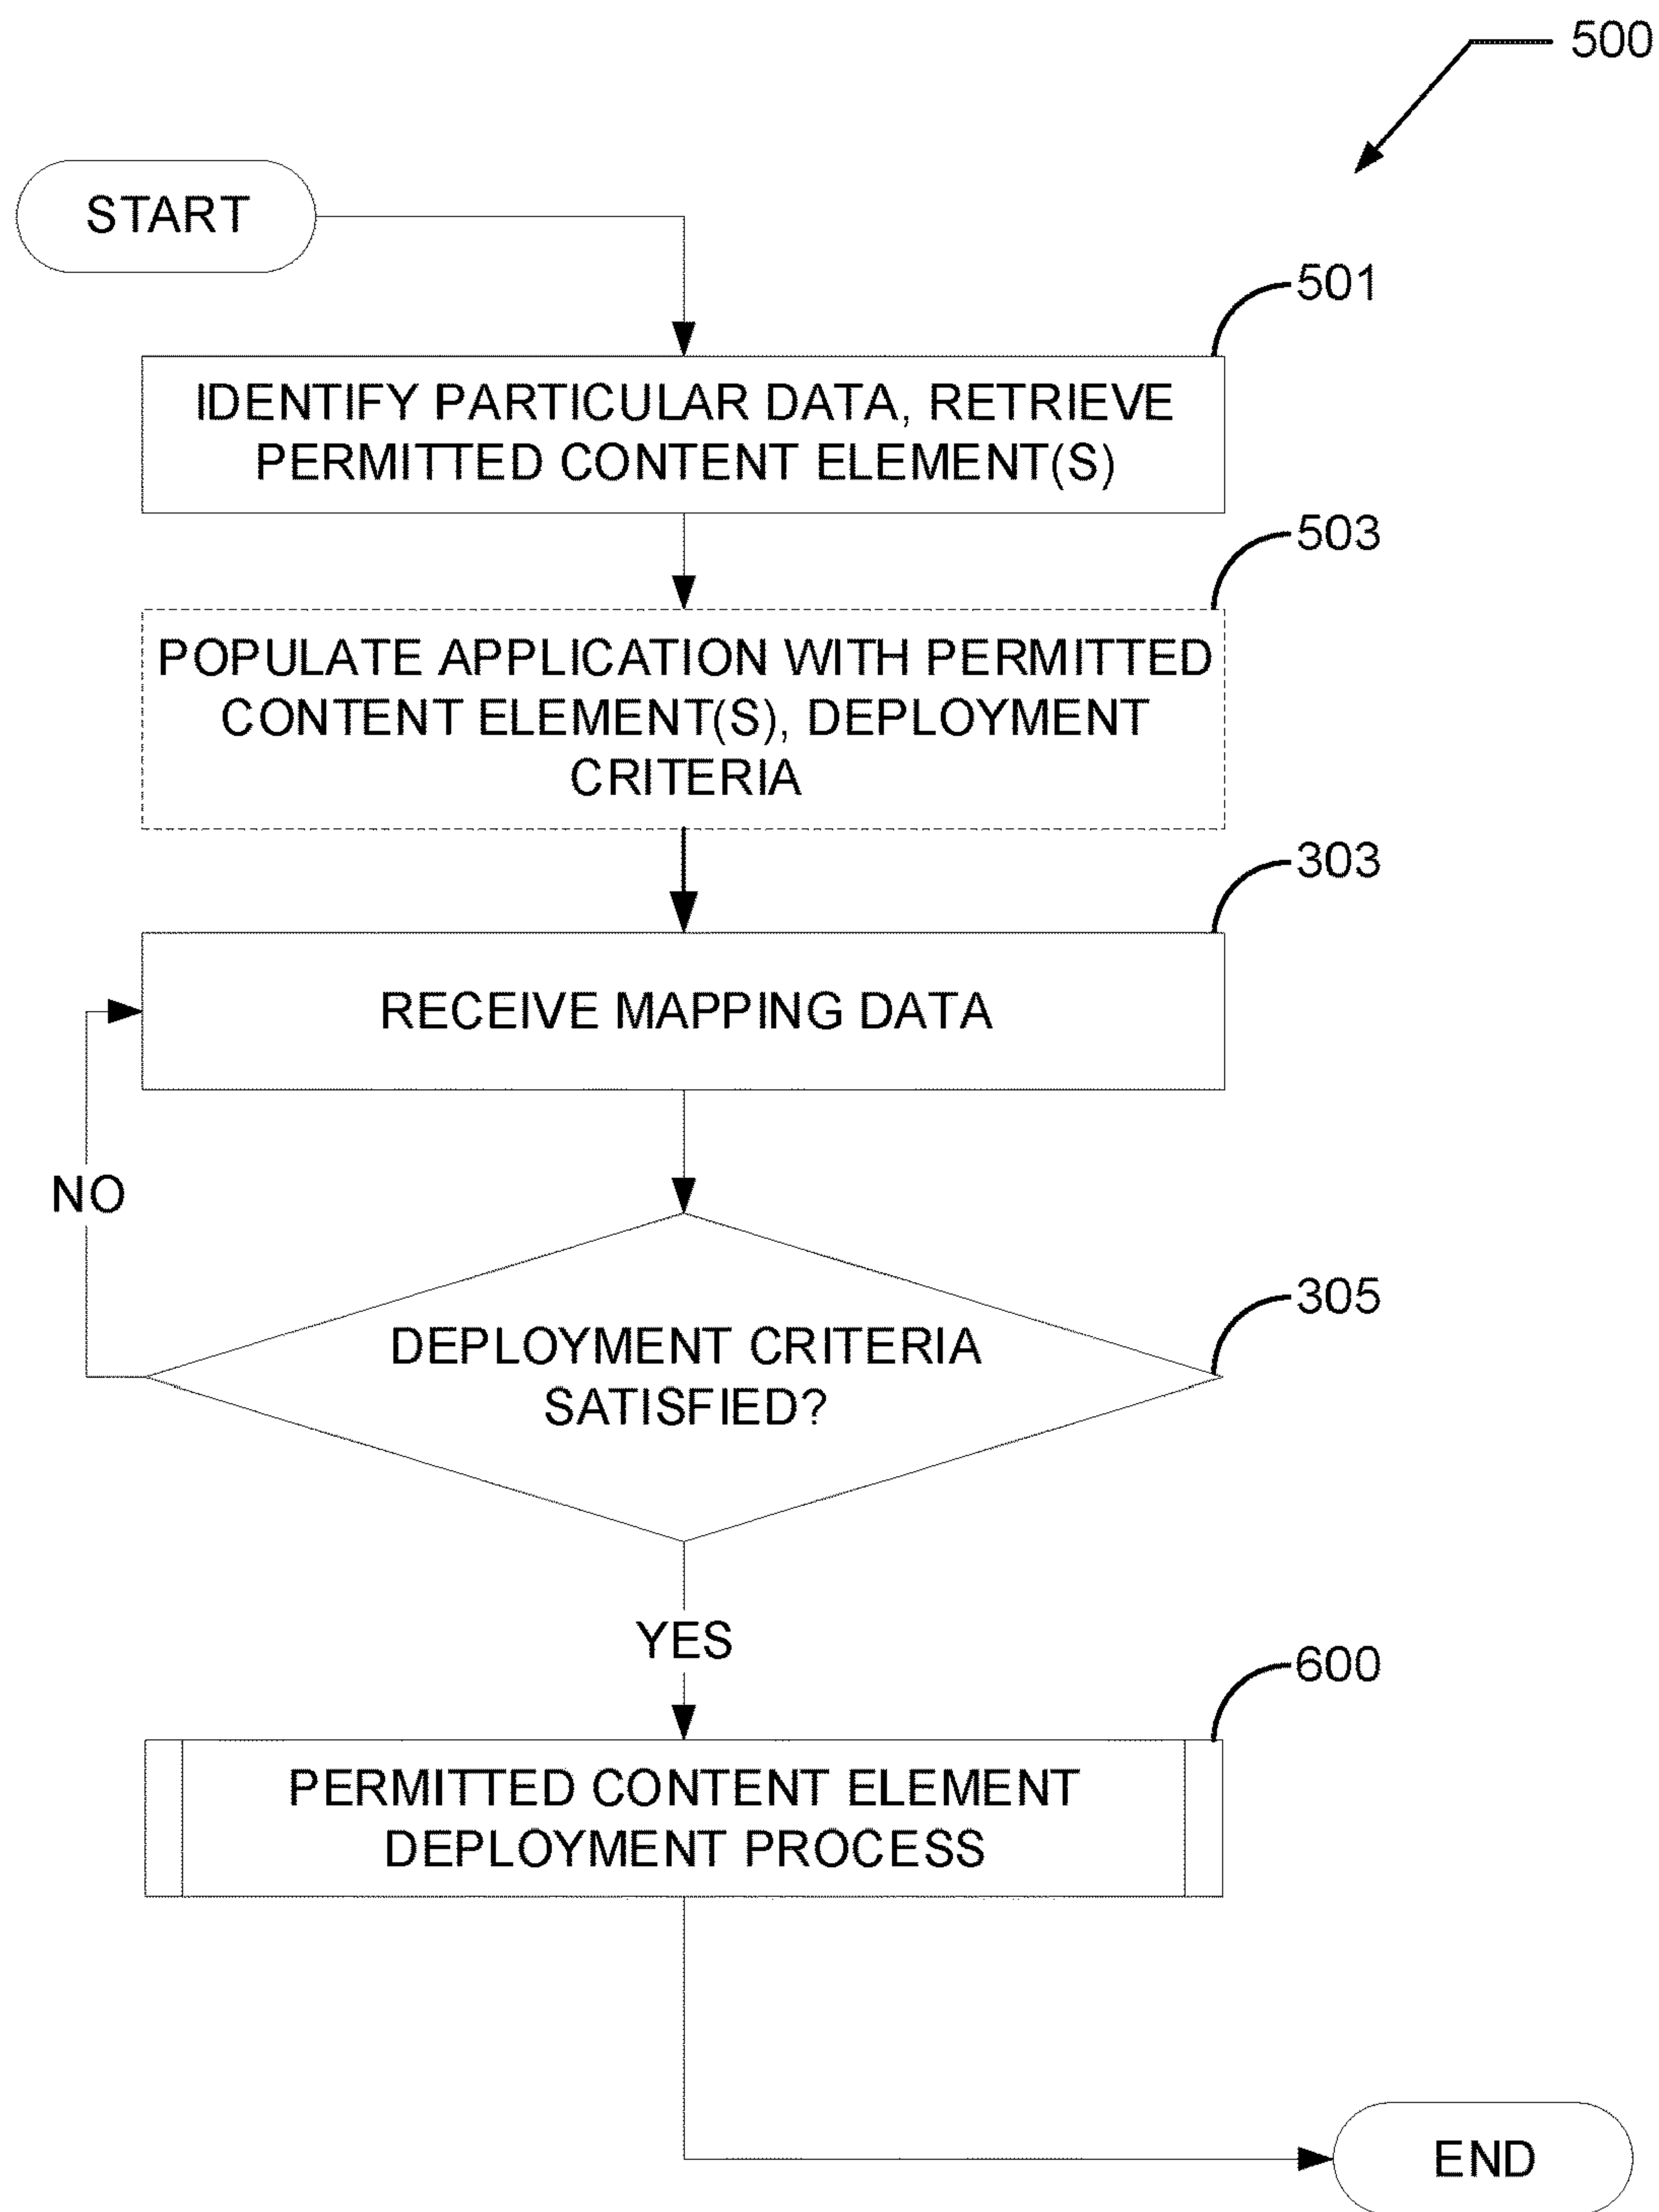 500
START
501
IDENTIFY PARTICULAR DATA, RETRIEVE
PERMITTED CONTENT ELEMENT(S)
503
POPULATE APPLICATION WITH PERMITTED
CONTENT ELEMENT(S), DEPLOYMENT
CRITERIA
303
RECEIVE MAPPING DATA
NO
305
DEPLOYMENT CRITERIA
SATISFIED?
YES
600
PERMITTED CONTENT ELEMENT
DEPLOYMENT PROCESS
END